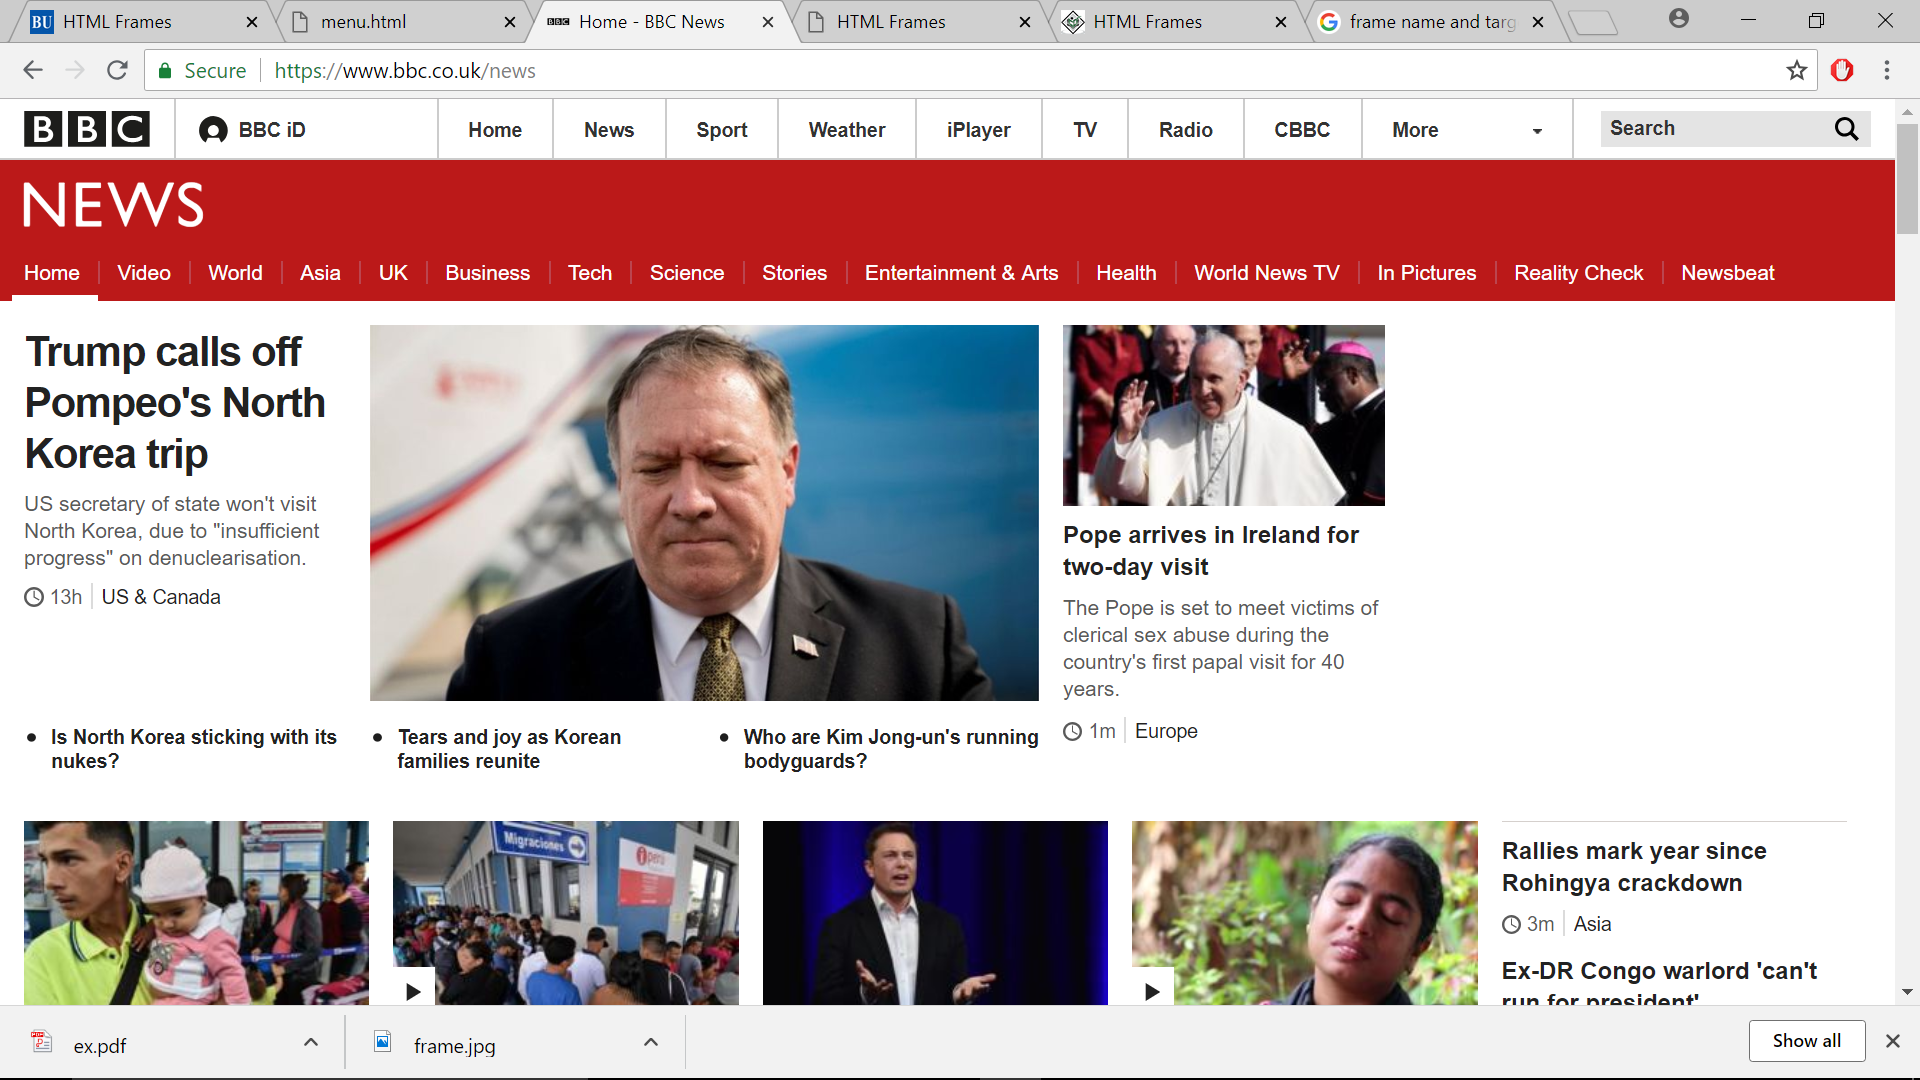 BU HTML Frames
menu.html
BBC Home - BBC News
HTML Frames
HTML Frames
G frame name and targ
Secure https://www.bbc.co.uk/news
BBC
BBC iD
Home
News
Sport
Weather
iPlayer
TV
Radio
CBBC
More
Search
NEWS
Home
Video
World
Asia
UK
Business
Tech
Science
Stories
Entertainment & Arts
Health
World News TV
In Pictures
Reality Check
Newsbeat
Trump calls off
Pompeo's North
Korea trip
US secretary of state won't visit
North Korea, due to "insufficient
progress" on denuclearisation.
13h US & Canada
Pope arrives in Ireland for
two-day visit
The Pope is set to meet victims of
clerical sex abuse during the
country's first papal visit for 40
years.
1m Europe
Is North Korea sticking with its
nukes?
Tears and joy as Korean
families reunite
Who are Kim Jong-un's running
bodyguards?
Migraciones
Rallies mark year since
Rohingya crackdown
3m Asia
Ex-DR Congo warlord 'can't
run for president'
ex.pdf
frame.jpg
Show all